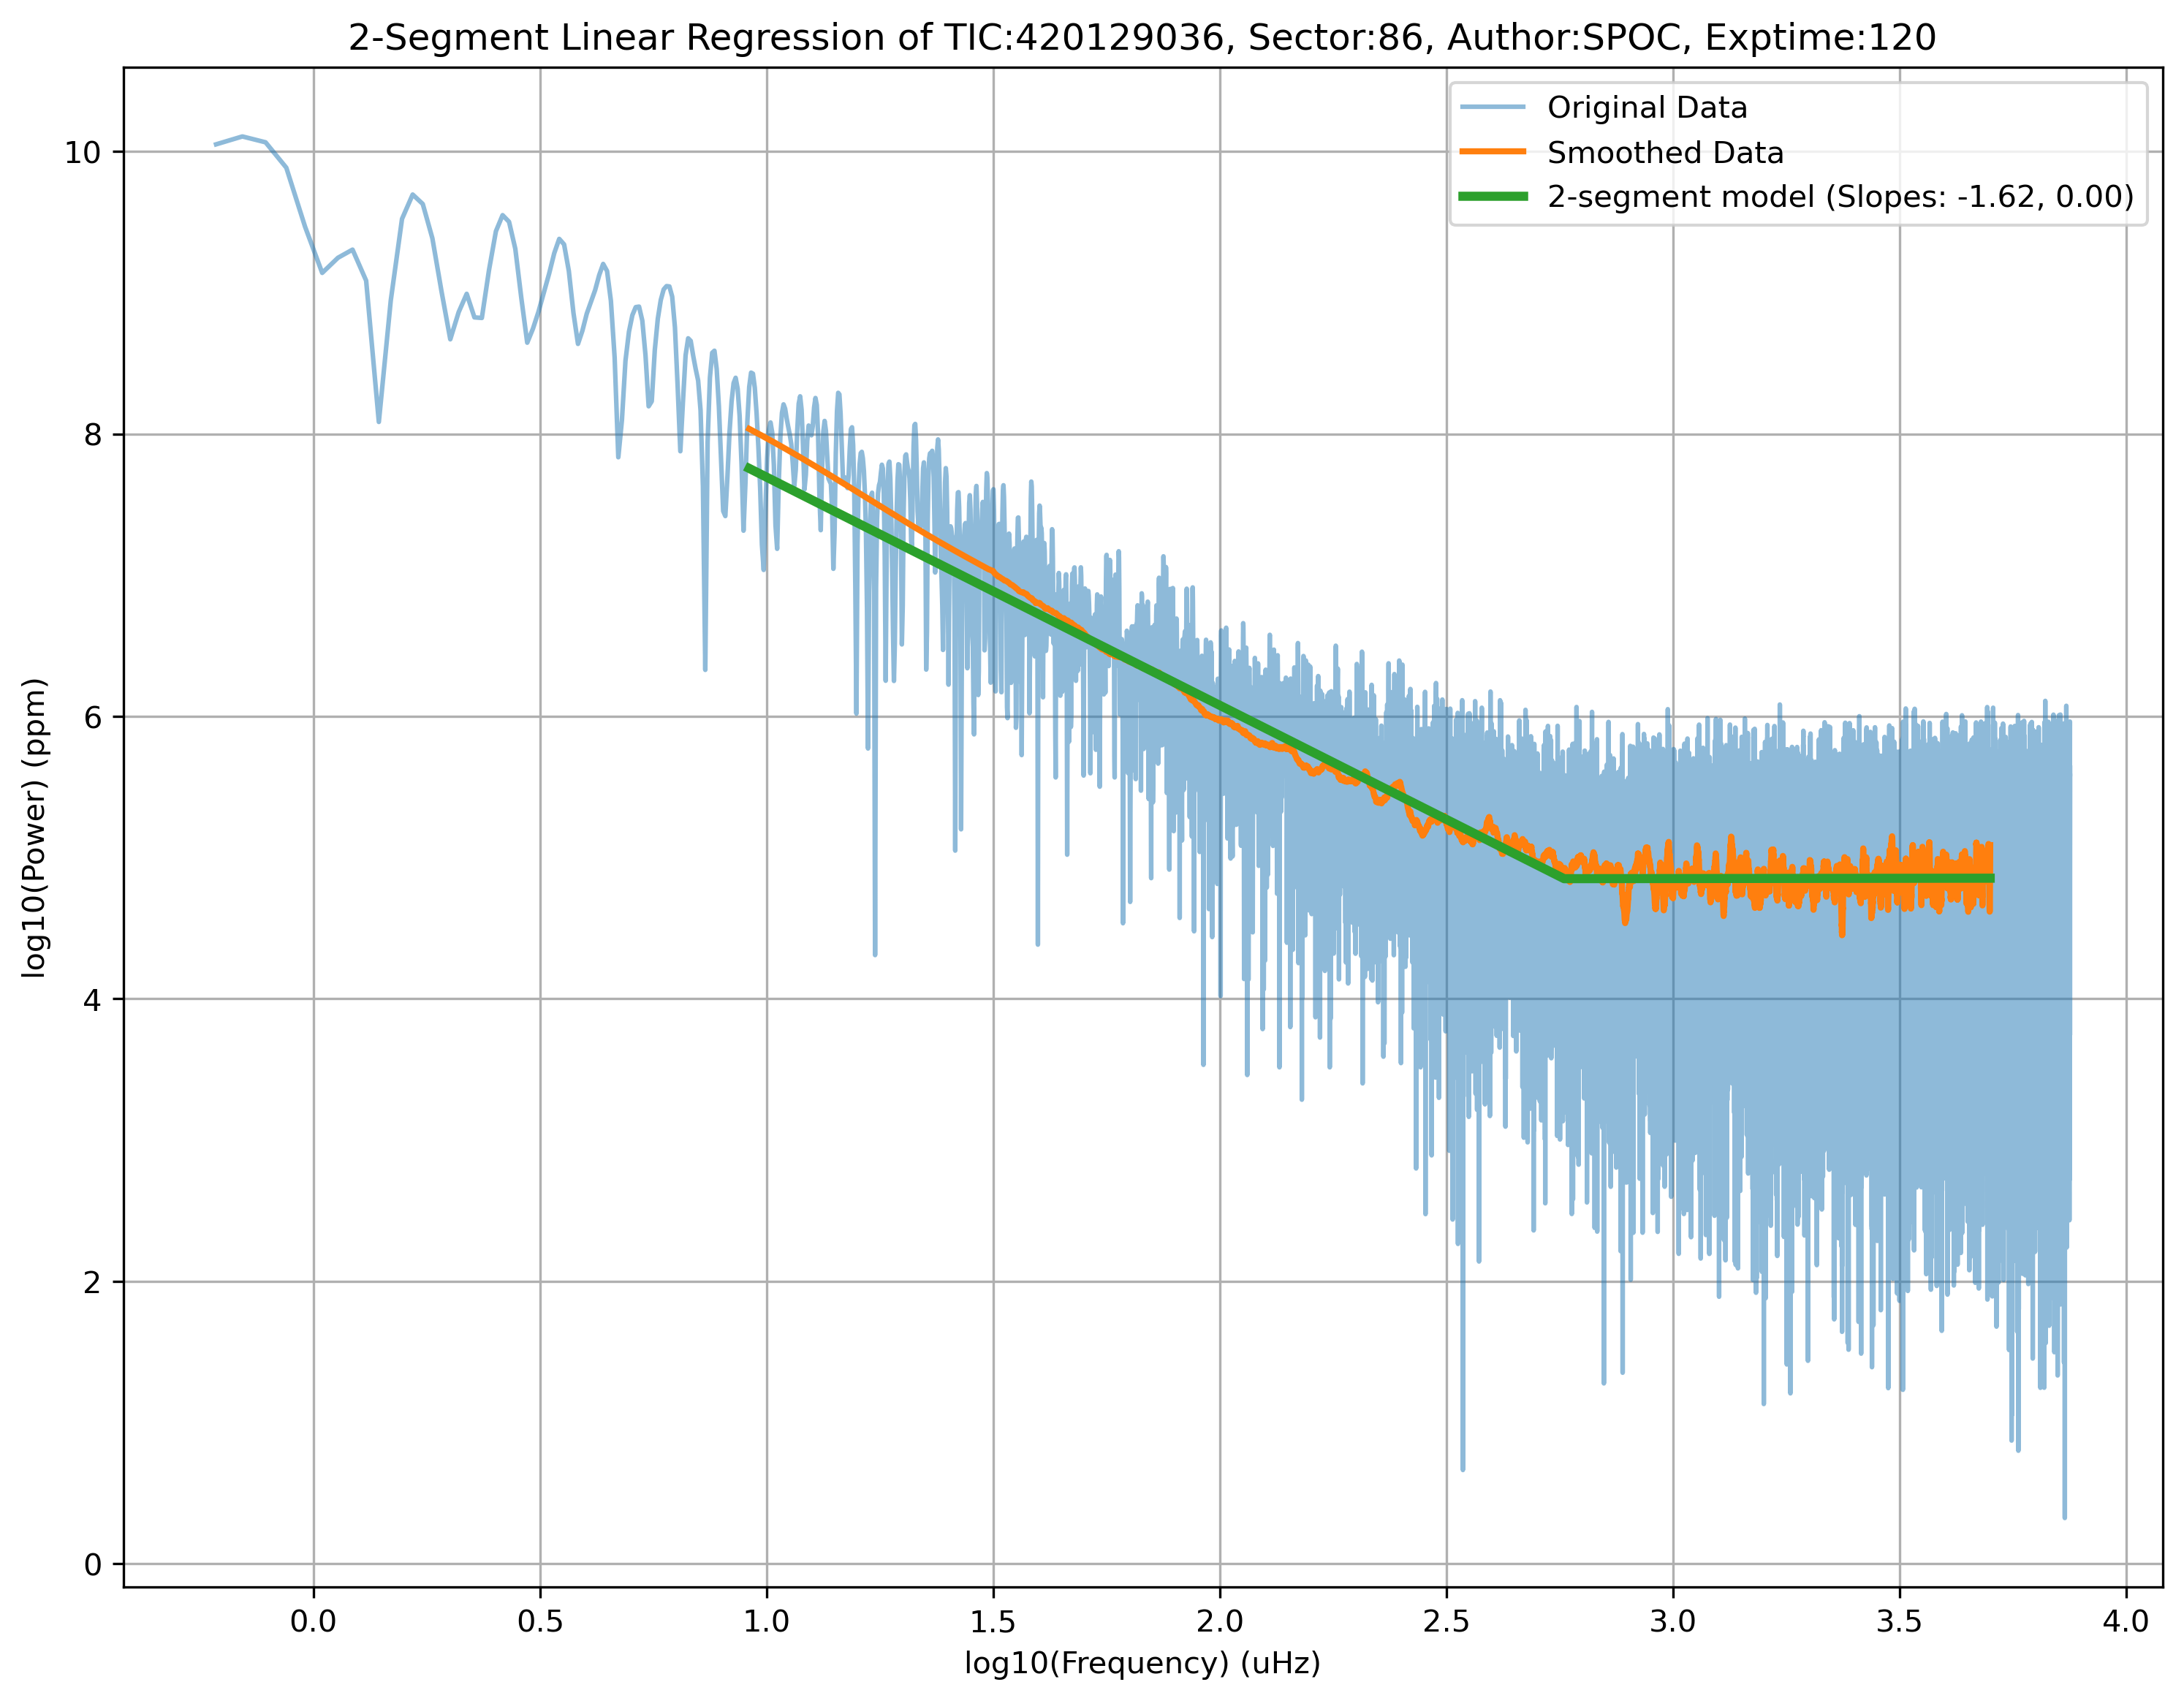 2-Segment Linear Regression of TIC:420129036, Sector:86, Author:SPOC, Exptime:120
Original Data
Smoothed Data
2-segment model (Slopes: -1.62, 0.00)
log10(Power) (ppm)
10
8
6
4
2
0
0.0 0.5 1.0 1.5 2.0 2.5 3.0 3.5 4.0
log10(Frequency) (uHz)